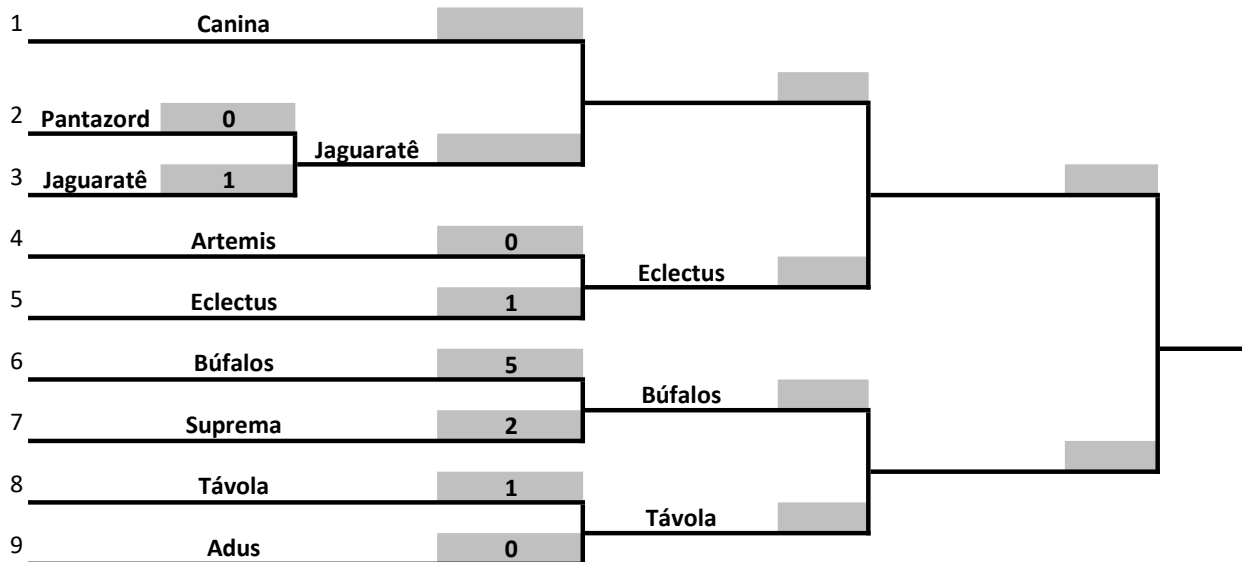 1 Canina
2 Pantazord 0
Jaguaratê
3 Jaguaratê 1
4 Artemis 0
Eclectus
5 Eclectus 1
6 Búfalos 5
Búfalos
7 Suprema 2
8 Távola 1
Távola
9 Adus 0